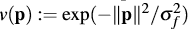 v(𝐩) := exp(−‖𝐩‖²/σ_f²)